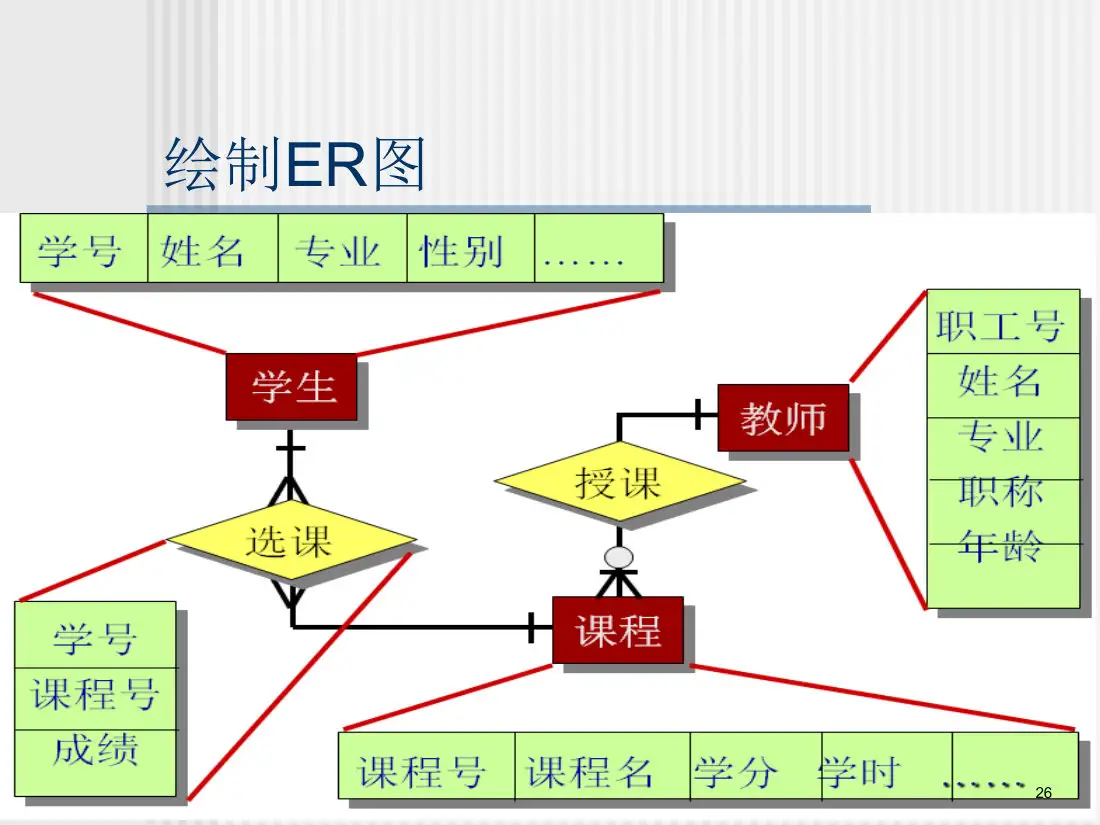 绘制ER图
学号 姓名 专业 性别 ……
学生
教师
职工号
姓名
专业
职称
年龄
授课
选课
课程
学号
课程号
成绩
课程号 课程名 学分 学时 ……
26